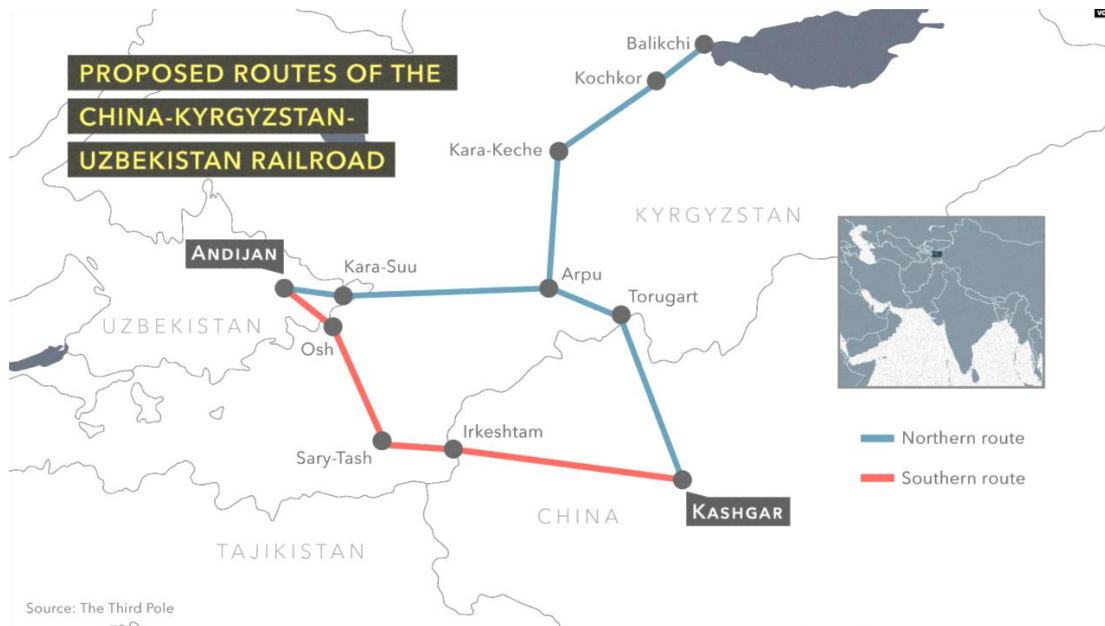 PROPOSED ROUTES OF THE
CHINA-KYRGYZSTAN-
UZBEKISTAN RAILROAD
Balikchi
Kochkor
Kara-Keche
KYRGYZSTAN
ANDIJAN
Kara-Suu
Arpu
Torugart
UZBEKISTAN
Osh
Irkeshtam
Sary-Tash
Northern route
Southern route
KASHGAR
CHINA
TAJIKISTAN
Source: The Third Pole